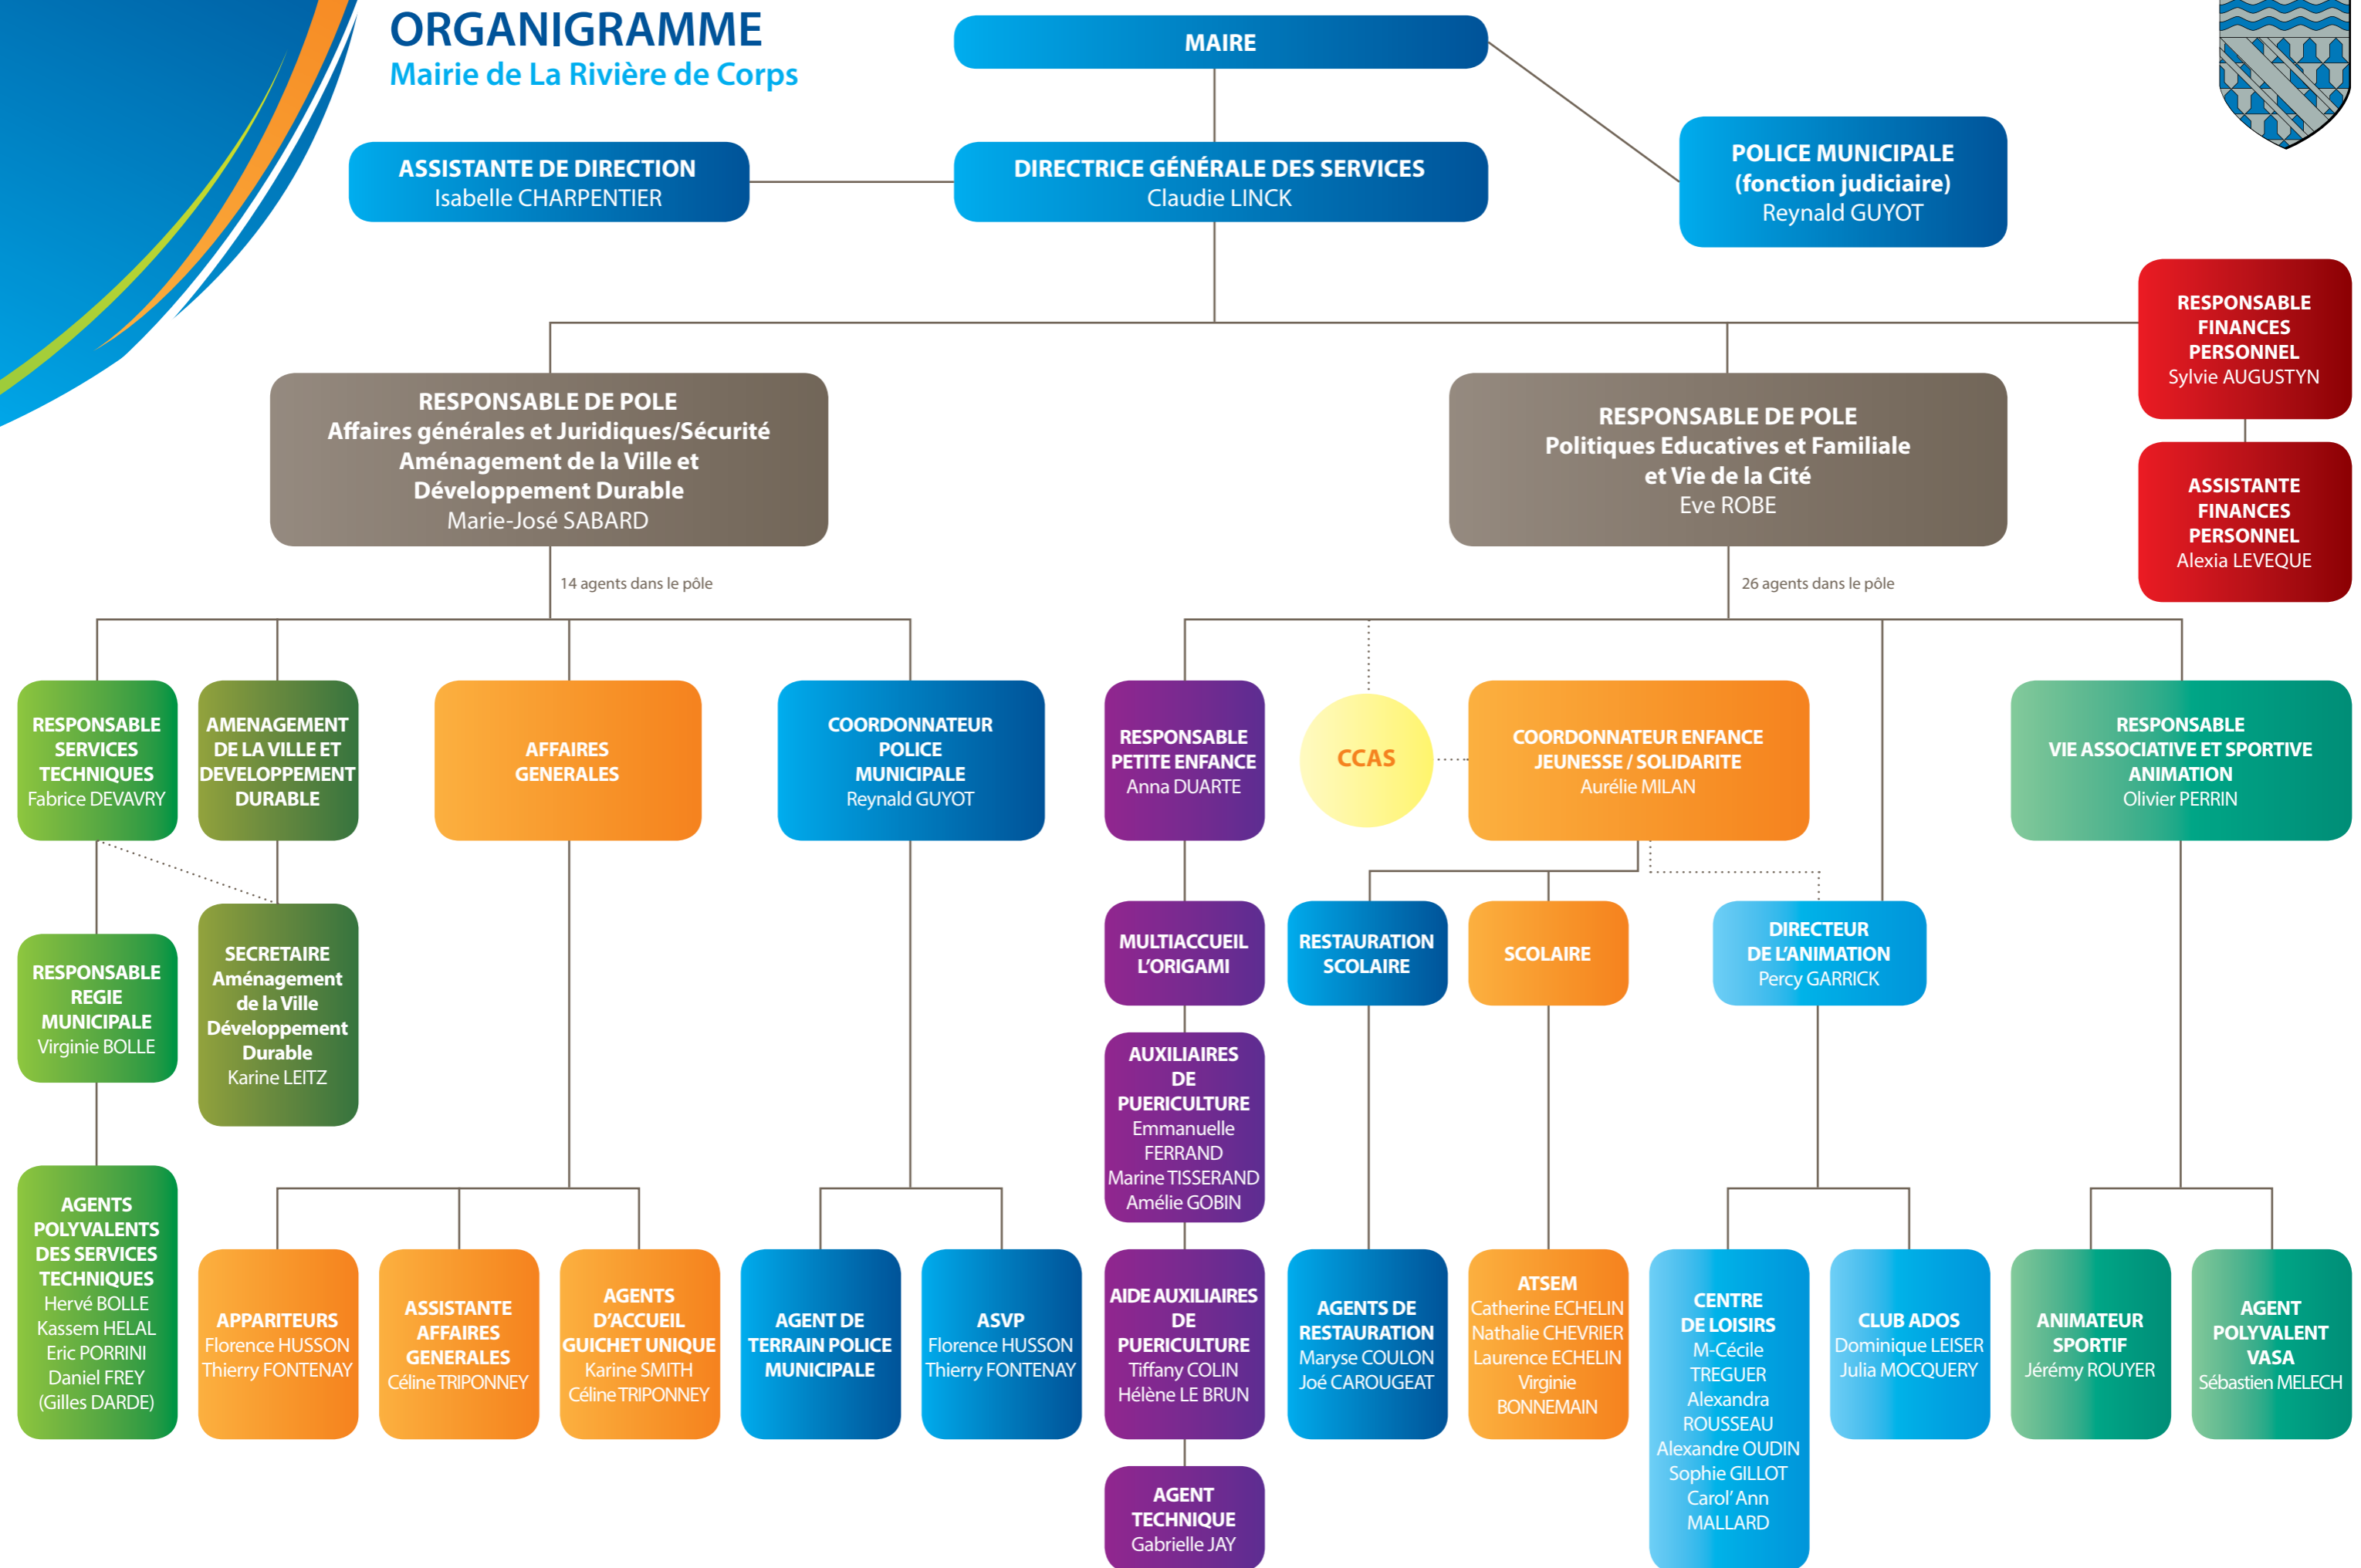 ORGANIGRAMME
Mairie de La Rivière de Corps
MAIRE
ASSISTANTE DE DIRECTION
Isabelle CHARPENTIER
DIRECTRICE GÉNÉRALE DES SERVICES
Claudie LINCK
POLICE MUNICIPALE
(fonction judiciaire)
Reynald GUYOT
RESPONSABLE
FINANCES
PERSONNEL
Sylvie AUGUSTYN
ASSISTANTE
FINANCES
PERSONNEL
Alexia LEVEQUE
RESPONSABLE DE POLE
Affaires générales et Juridiques/Sécurité
Aménagement de la Ville et
Développement Durable
Marie-José SABARD
14 agents dans le pôle
RESPONSABLE DE POLE
Politiques Educatives et Familiale
et Vie de la Cité
Eve ROBE
26 agents dans le pôle
RESPONSABLE
SERVICES
TECHNIQUES
Fabrice DEVAVRY
AMENAGEMENT
DE LA VILLE ET
DEVELOPPEMENT
DURABLE
AFFAIRES
GENERALES
COORDONNATEUR
POLICE
MUNICIPALE
Reynald GUYOT
RESPONSABLE
PETITE ENFANCE
Anna DUARTE
CCAS
COORDONNATEUR ENFANCE
JEUNESSE / SOLIDARITE
Aurélie MILAN
RESPONSABLE
VIE ASSOCIATIVE ET SPORTIVE
ANIMATION
Olivier PERRIN
RESPONSABLE
REGIE
MUNICIPALE
Virginie BOLLE
SECRETAIRE
Aménagement
de la Ville
Développement
Durable
Karine LEITZ
MULTIACCUEIL
L'ORIGAMI
RESTAURATION
SCOLAIRE
SCOLAIRE
DIRECTEUR
DE L'ANIMATION
Percy GARRICK
AUXILIAIRES
DE
PUERICULTURE
Emmanuelle
FERRAND
Marine TISSERAND
Amélie GOBIN
AGENTS
POLYVALENTS
DES SERVICES
TECHNIQUES
Hervé BOLLE
Kassem HELAL
Eric PORRINI
Daniel FREY
(Gilles DARDE)
APPARITEURS
Florence HUSSON
Thierry FONTENAY
ASSISTANTE
AFFAIRES
GENERALES
Céline TRIPONNEY
AGENTS
D'ACCUEIL
GUICHET UNIQUE
Karine SMITH
Céline TRIPONNEY
AGENT DE
TERRAIN POLICE
MUNICIPALE
ASVP
Florence HUSSON
Thierry FONTENAY
AIDE AUXILIAIRES
DE
PUERICULTURE
Tiffany COLIN
Hélène LE BRUN
AGENTS DE
RESTAURATION
Maryse COULON
Joé CAROUGEAT
ATSEM
Catherine ECHELIN
Nathalie CHEVRIER
Laurence ECHELIN
Virginie
BONNEMAIN
CENTRE
DE LOISIRS
M-Cécile
TREGUER
Alexandra
ROUSSEAU
Alexandre OUDIN
Sophie GILLOT
Carol' Ann
MALLARD
CLUB ADOS
Dominique LEISER
Julia MOCQUERY
ANIMATEUR
SPORTIF
Jérémy ROUYER
AGENT
POLYVALENT
VASA
Sébastien MELECH
AGENT
TECHNIQUE
Gabrielle JAY